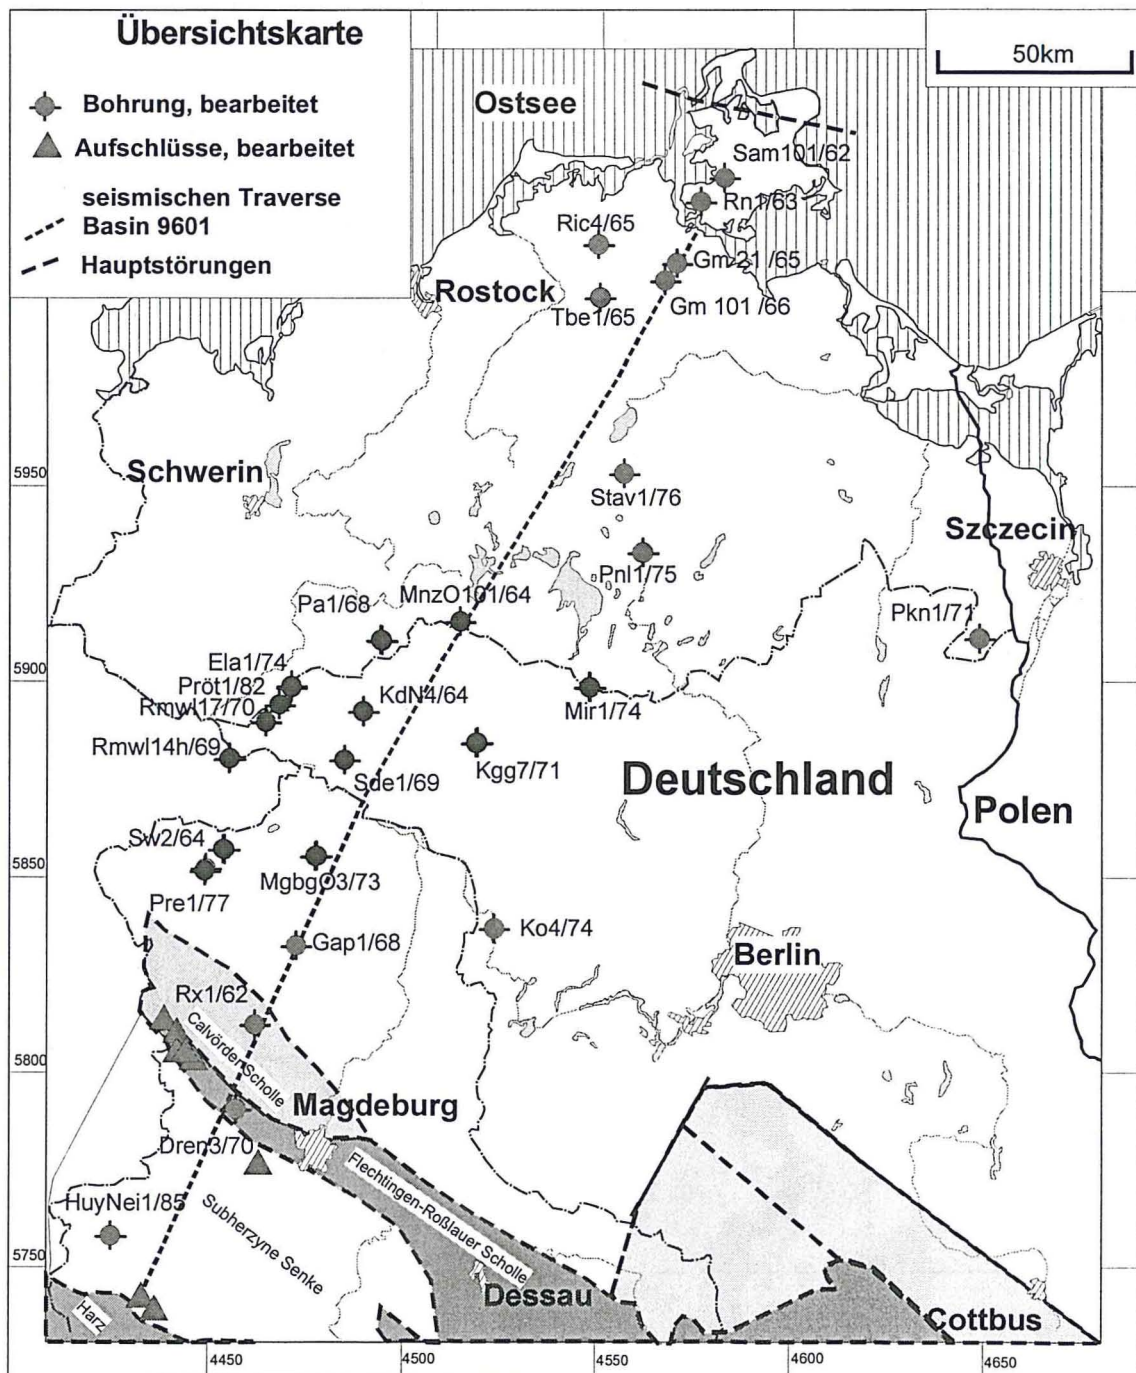 Übersichtskarte
Bohrung, bearbeitet
Aufschlüsse, bearbeitet
seismischen Traverse
Basin 9601
Hauptstörungen
50km
Ostsee
Sam101/62
Rn1/63
Ric4/65
Gm 21 /65
Rostock
Tbe1/65
Gm 101 /66
5950
Schwerin
Stav1/76
Szczecin
Pnl1/75
MnzO101/64
Pa1/68
Pkn1/71
5900
Ela1/74
Pröt1/82
KdN4/64
Rmwl17/70
Mir1/74
Rmwl14h/69
Kgg7/71
Sde1/69
Deutschland
Polen
Sw2/64
5850
MgbgO3/73
Pre1/77
Ko4/74
Gap1/68
Berlin
Rx1/62
Calvörder Scholle
5800
Magdeburg
Dren3/70
Flechtingen-Roßlauer Scholle
HuyNei1/85
Subherzyne Senke
5750
Dessau
Harz
Cottbus
4450
4500
4550
4600
4650